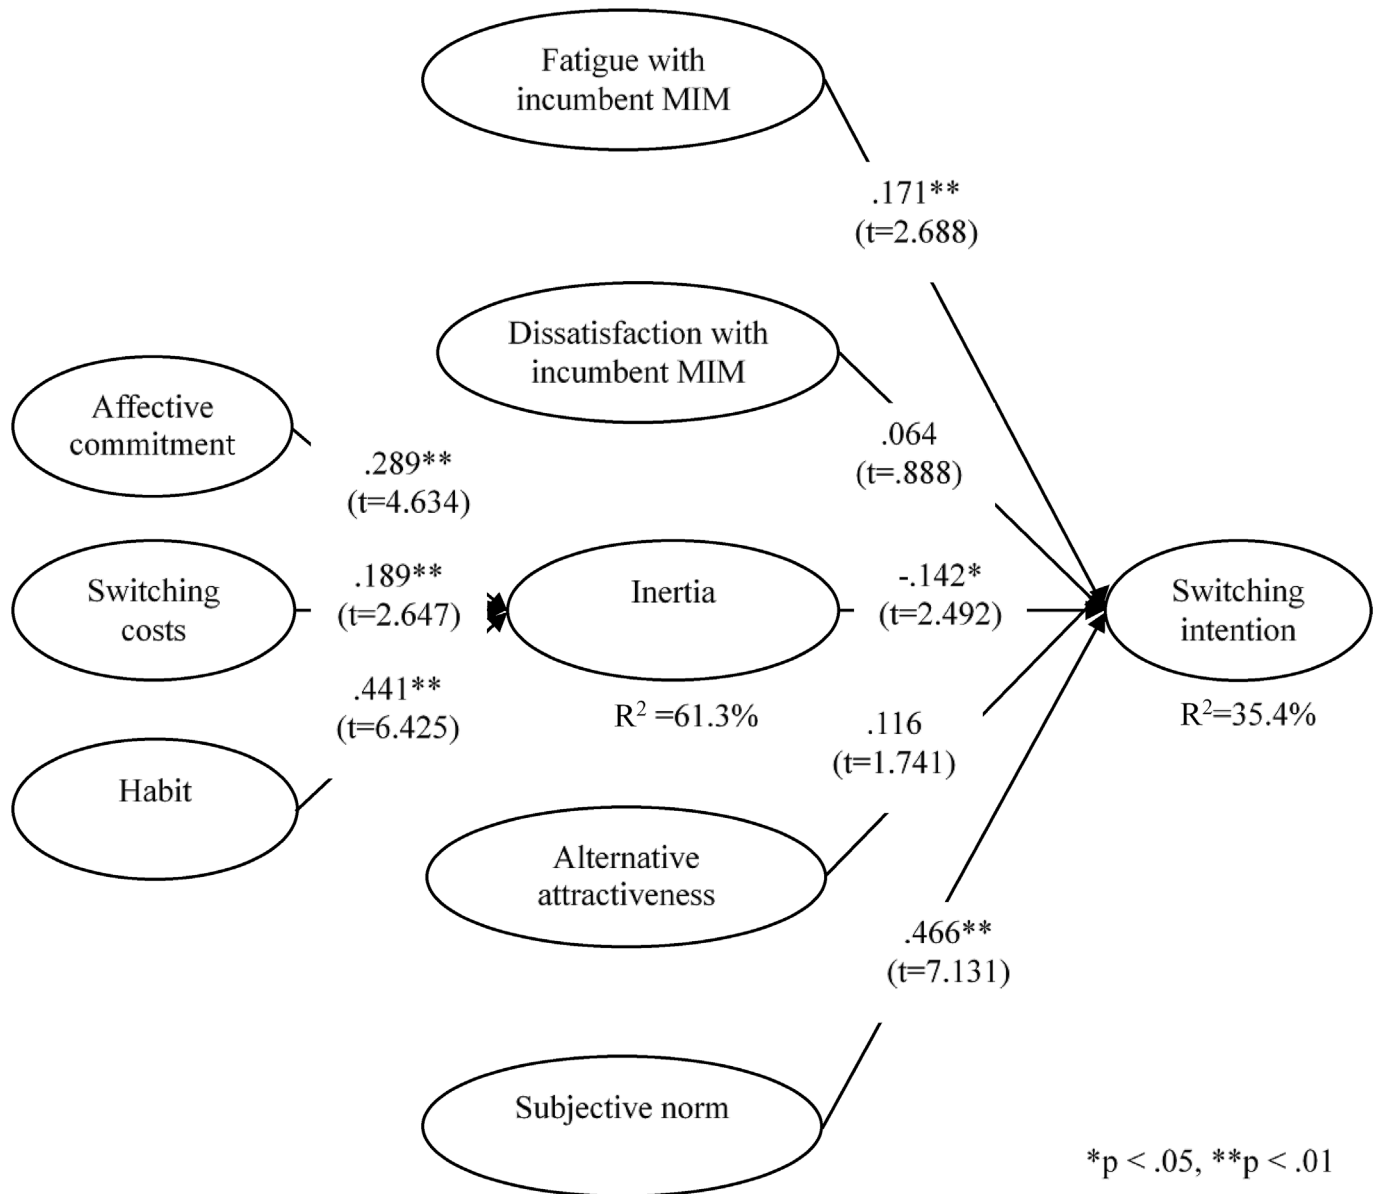 Fatigue with
incumbent MIM
.171**
(t=2.688)
Dissatisfaction with
incumbent MIM
.064
(t=.888)
Affective
commitment
.289**
(t=4.634)
Switching
costs
.189**
(t=2.647)
Inertia
R² =61.3%
-.142*
(t=2.492)
Switching
intention
R²=35.4%
Habit
.441**
(t=6.425)
.116
(t=1.741)
Alternative
attractiveness
.466**
(t=7.131)
Subjective norm
*p < .05, **p < .01